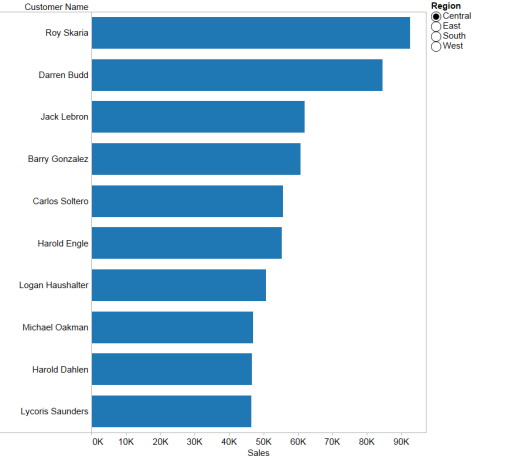 Customer Name
Roy Skaria
Darren Budd
Jack Lebron
Barry Gonzalez
Carlos Soltero
Harold Engle
Logan Haushalter
Michael Oakman
Harold Dahlen
Lycoris Saunders
0K 10K 20K 30K 40K 50K 60K 70K 80K 90K
Sales
Region
Central
East
South
West